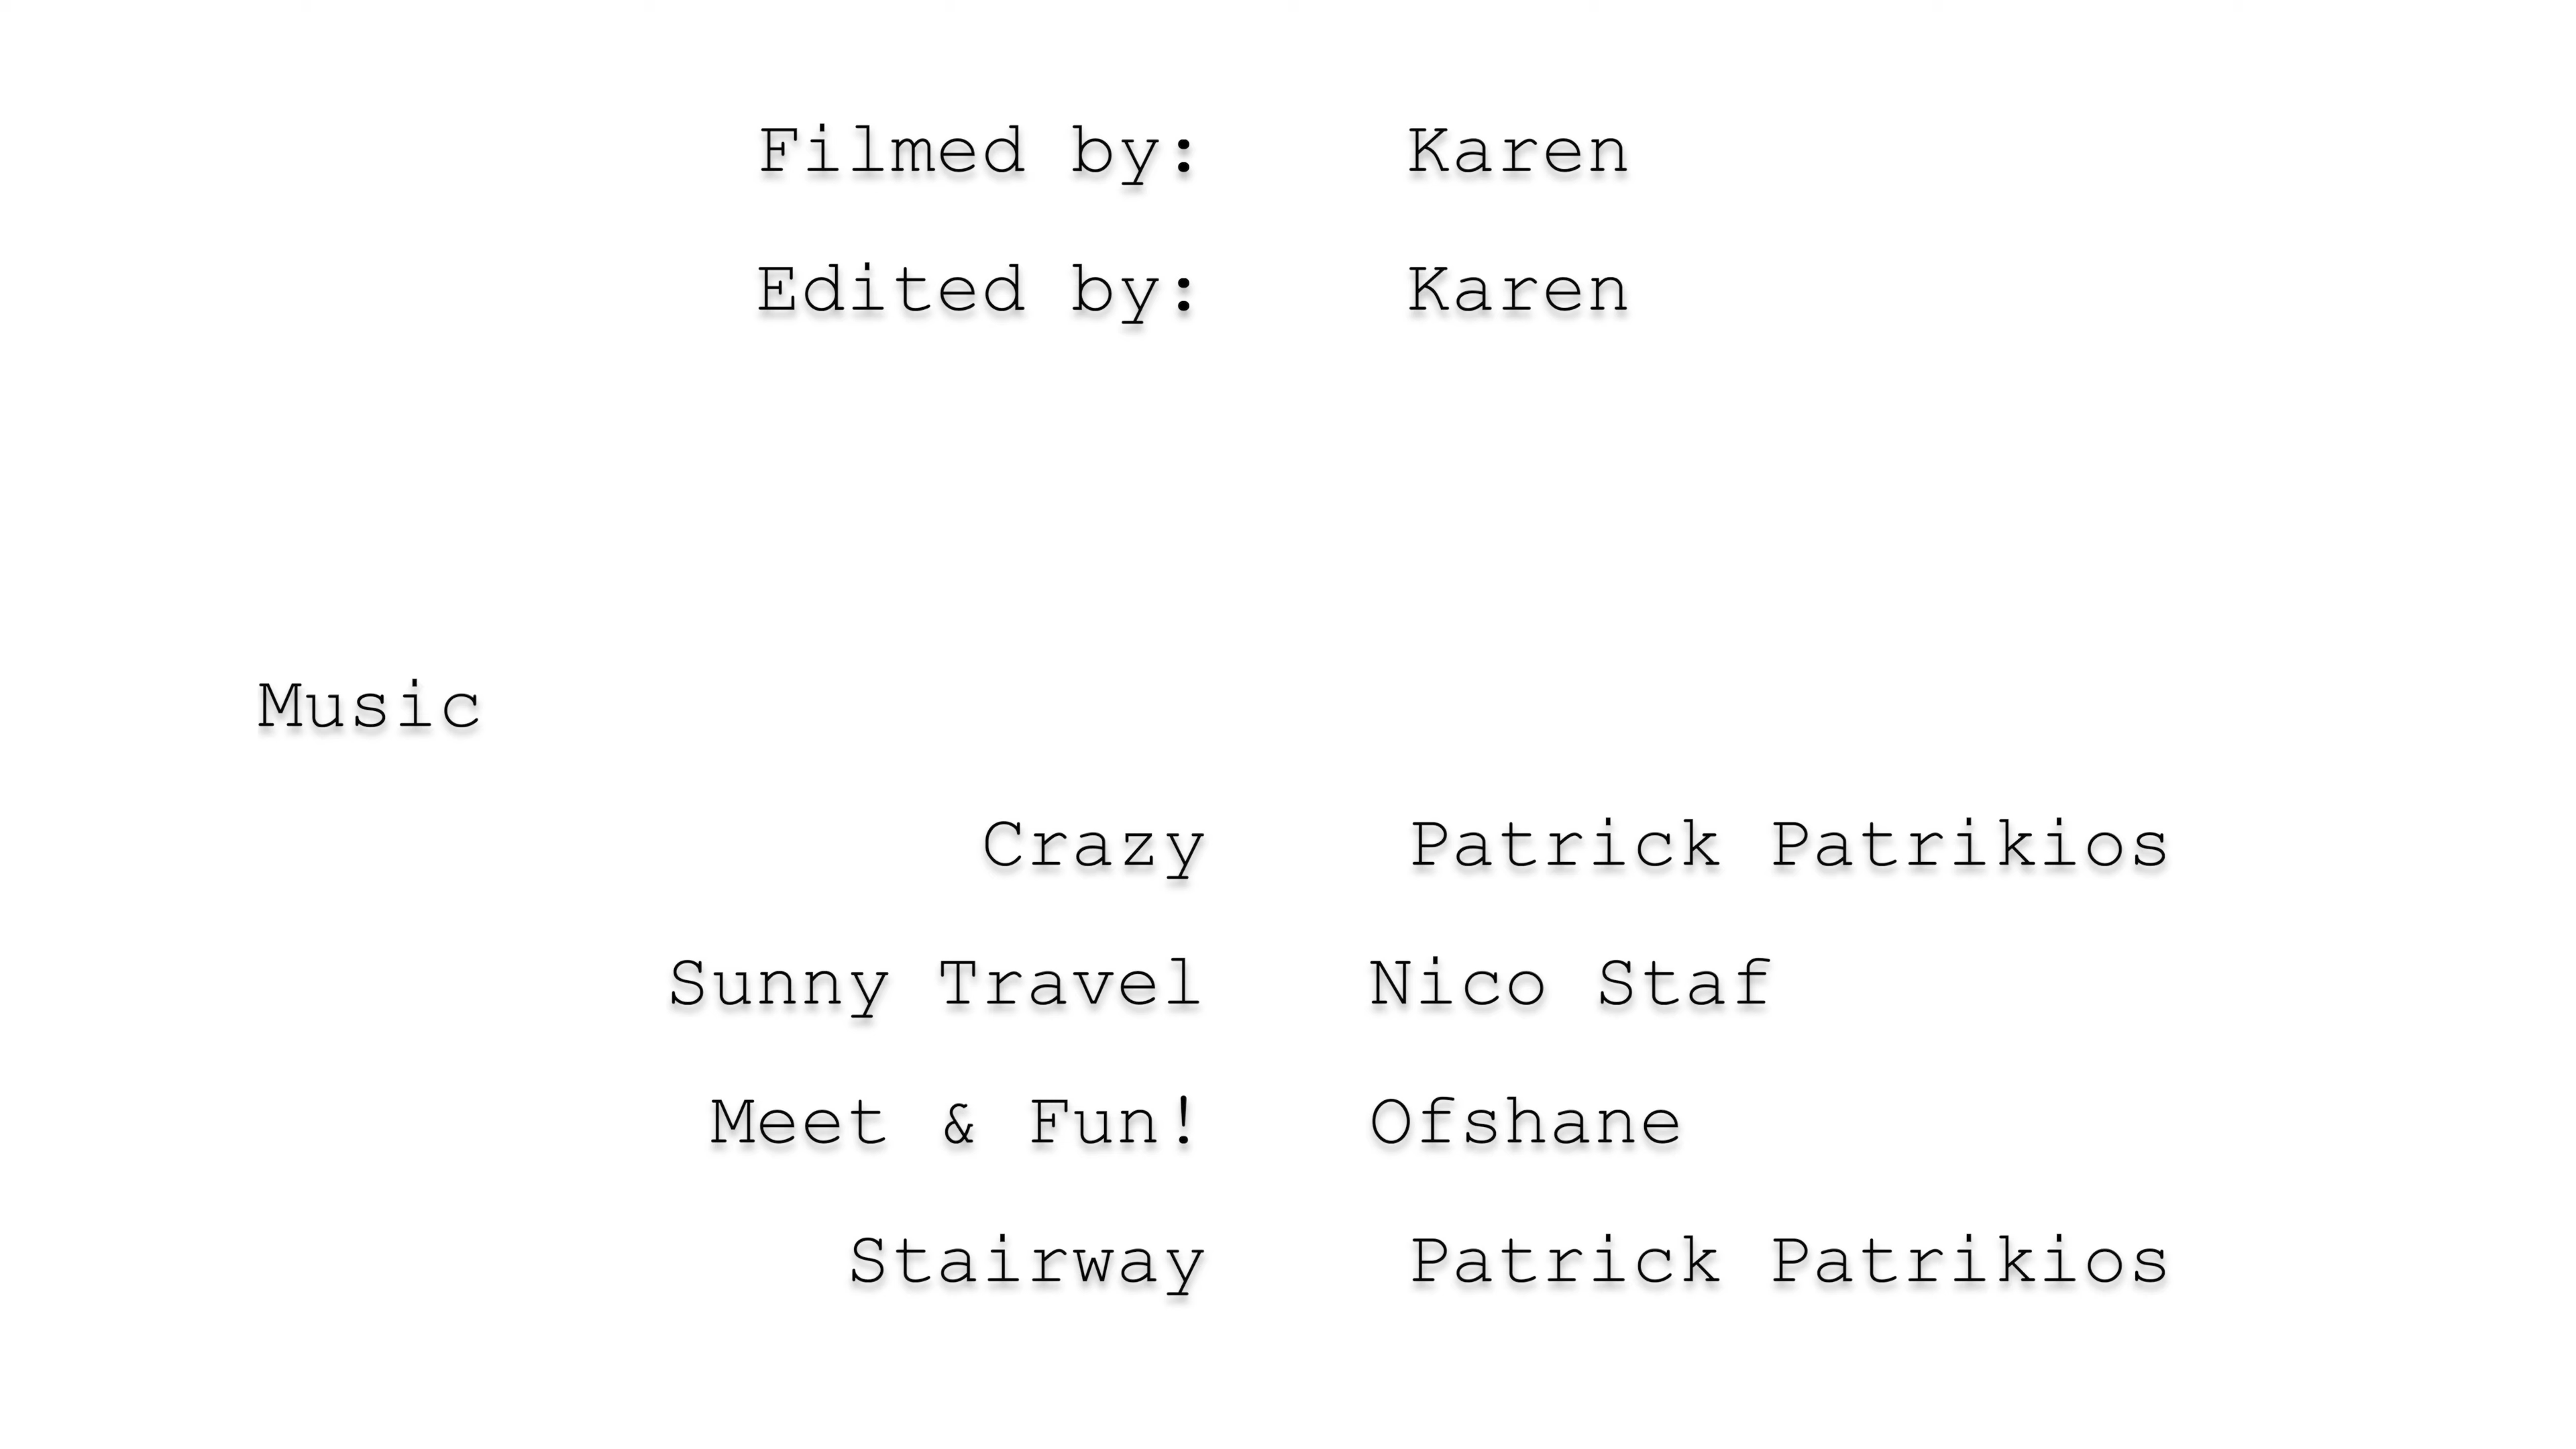 Filmed by: Karen
Edited by: Karen
Music
Crazy Patrick Patrikios
Sunny Travel Nico Staf
Meet & Fun! Ofshane
Stairway Patrick Patrikios